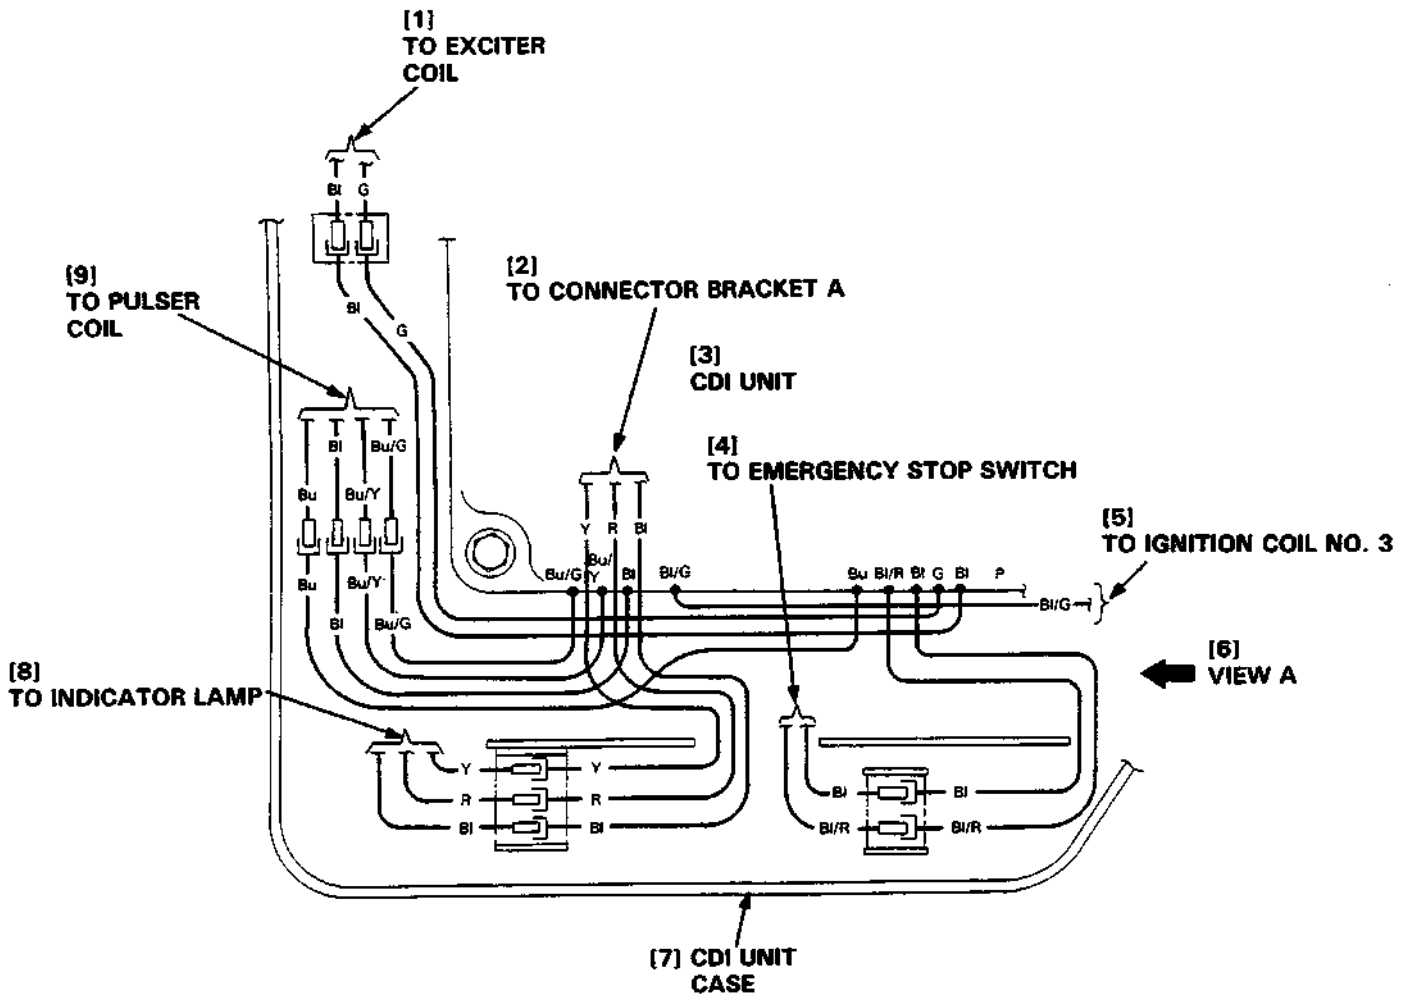 [1]
TO EXCITER
COIL
Bl G
Bl
G
[9]
TO PULSER
COIL
[2]
TO CONNECTOR BRACKET A
[3]
CDI UNIT
[4]
TO EMERGENCY STOP SWITCH
[5]
TO IGNITION COIL NO. 3
Bl Bu/G
Bu Bu/Y
Bu Bu/Y
Bl Bu/G
Y R Bl
Bu/G Bu/Y Bl Bl/G Bu Bl/R Bl G Bl P
Bl/G
[6]
VIEW A
[8]
TO INDICATOR LAMP
Y Y
R R
Bl Bl
Bl Bl
Bl/R Bl/R
[7] CDI UNIT
CASE